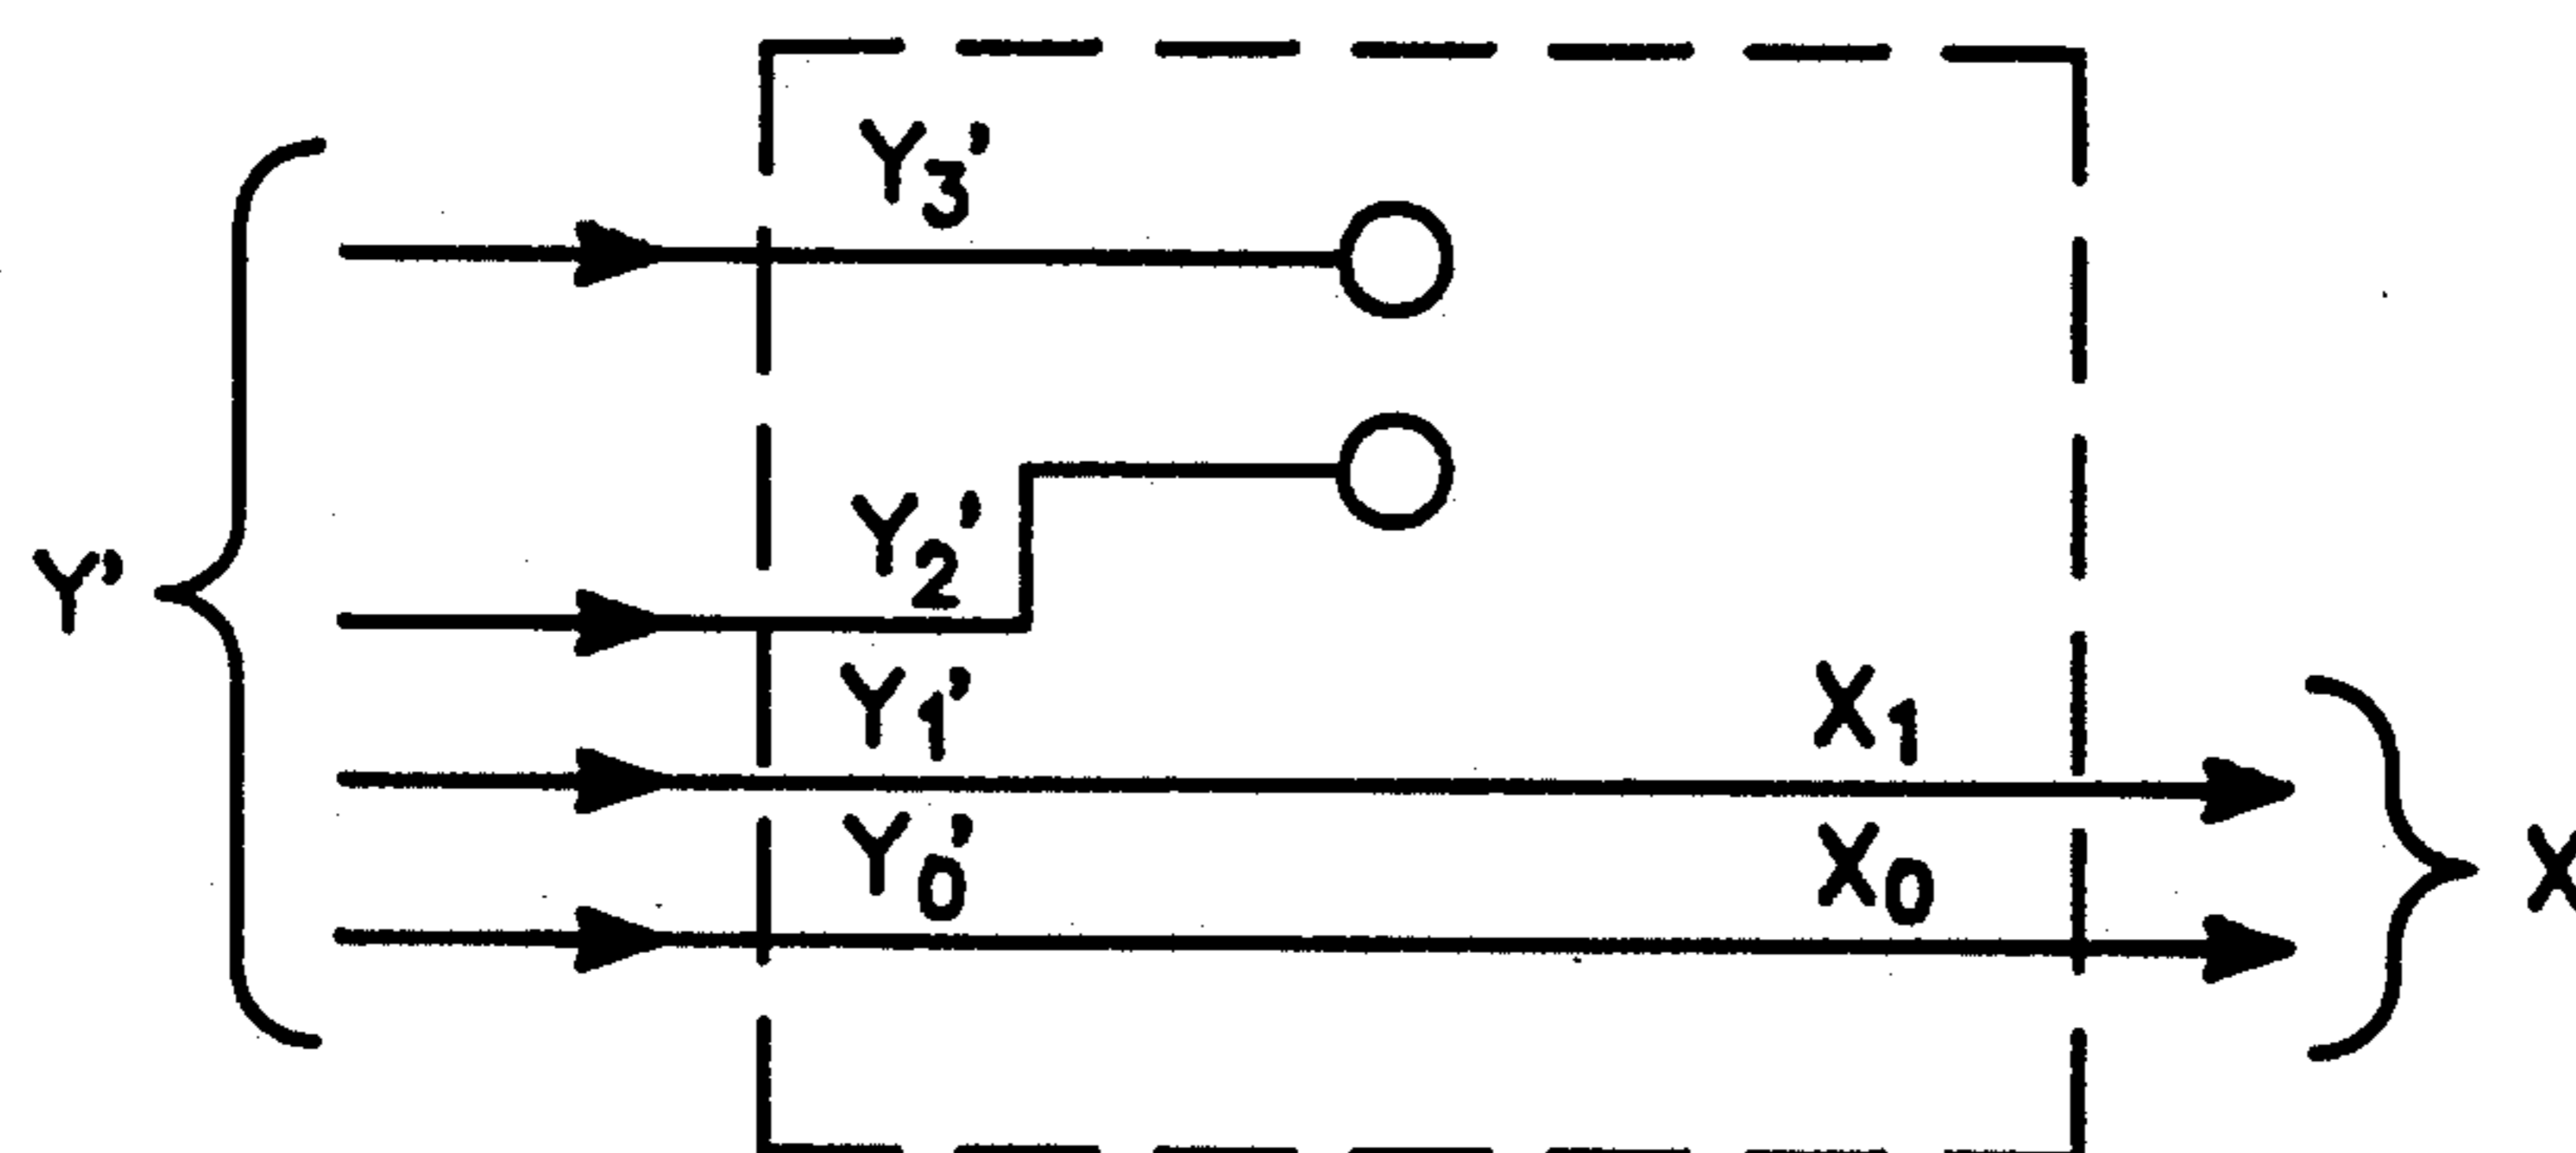 Y₃'
Y₂'
Y'
Y₁' X₁
Y₀' X₀
X